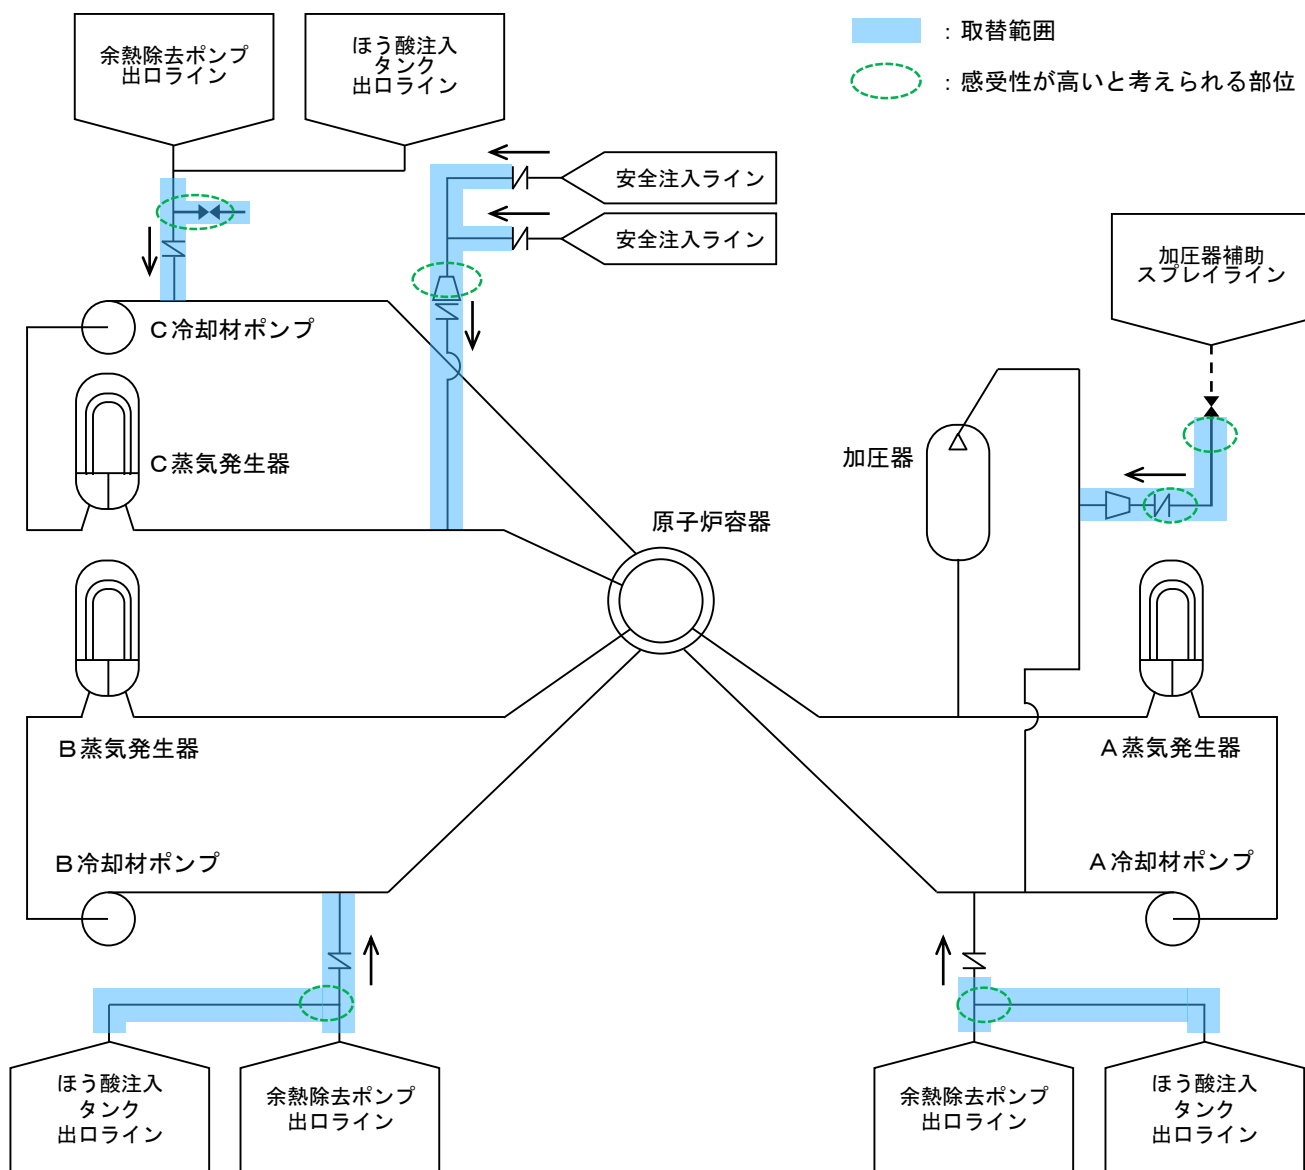 余熱除去ポンプ
出口ライン
ほう酸注入
タンク
出口ライン
：取替範囲
：感受性が高いと考えられる部位
安全注入ライン
安全注入ライン
加圧器補助
スプレイライン
Ｃ冷却材ポンプ
Ｃ蒸気発生器
加圧器
原子炉容器
Ｂ蒸気発生器
Ａ蒸気発生器
Ｂ冷却材ポンプ
Ａ冷却材ポンプ
ほう酸注入
タンク
出口ライン
余熱除去ポンプ
出口ライン
余熱除去ポンプ
出口ライン
ほう酸注入
タンク
出口ライン